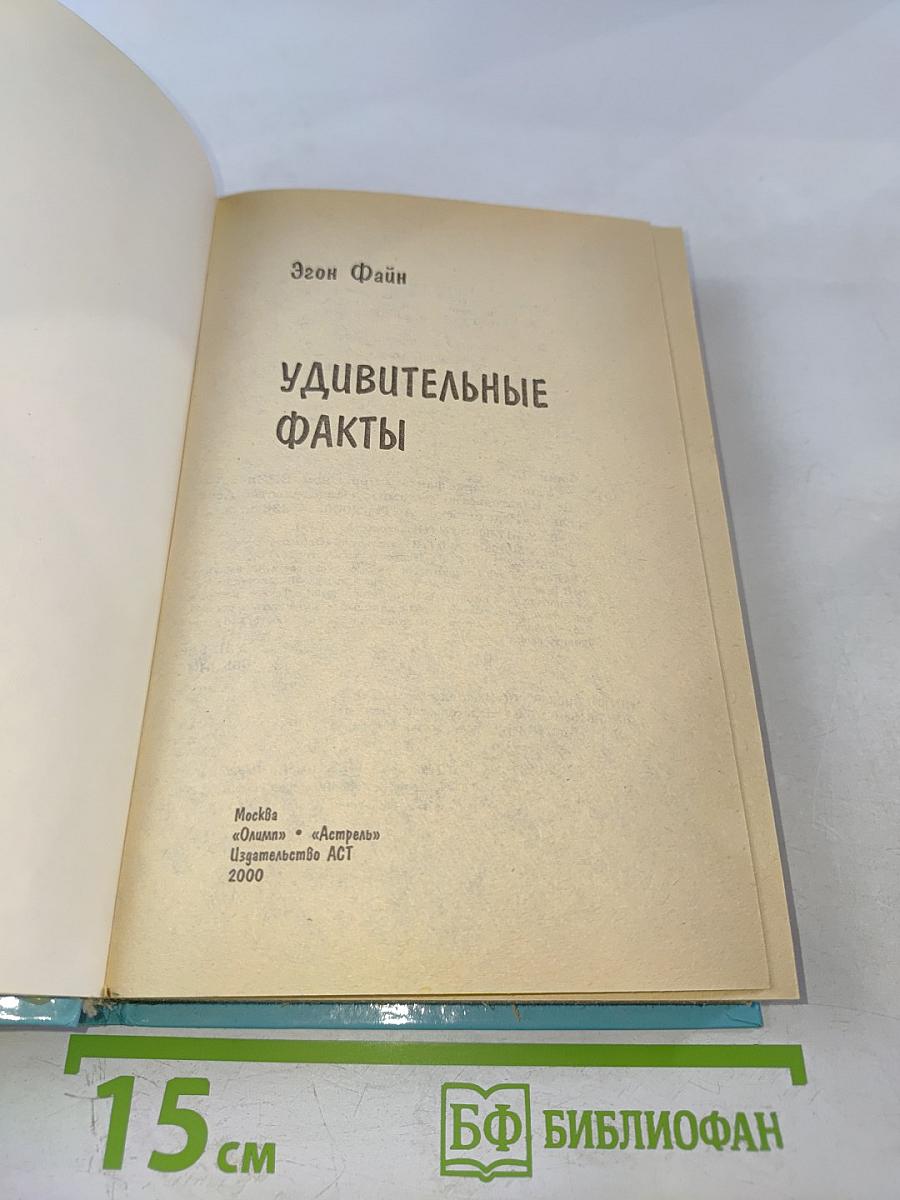 Эгон Файн
УДИВИТЕЛЬНЫЕ
ФАКТЫ
Москва
«Олимп» • «Астрель»
Издательство АСТ
2000
15 см
БФ БИБЛИОФАН